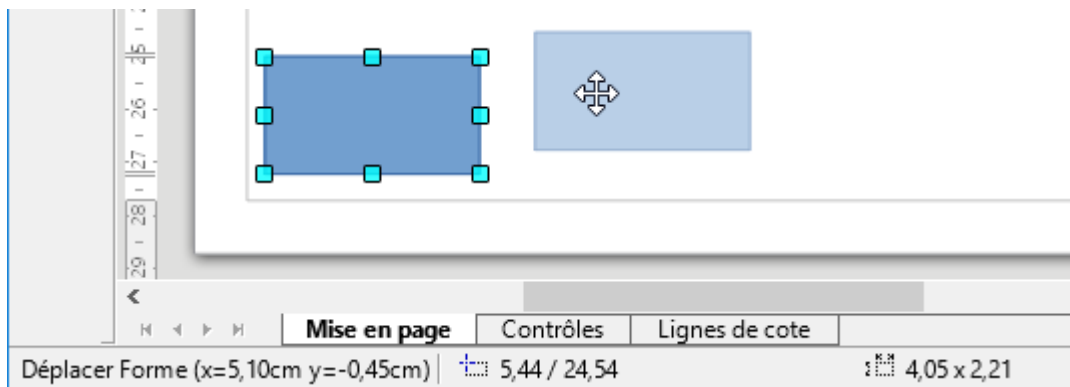 25
26
27
28
29
Mise en page Contrôles Lignes de cote
Déplacer Forme (x=5,10cm y=-0,45cm) 5,44 / 24,54 4,05 x 2,21